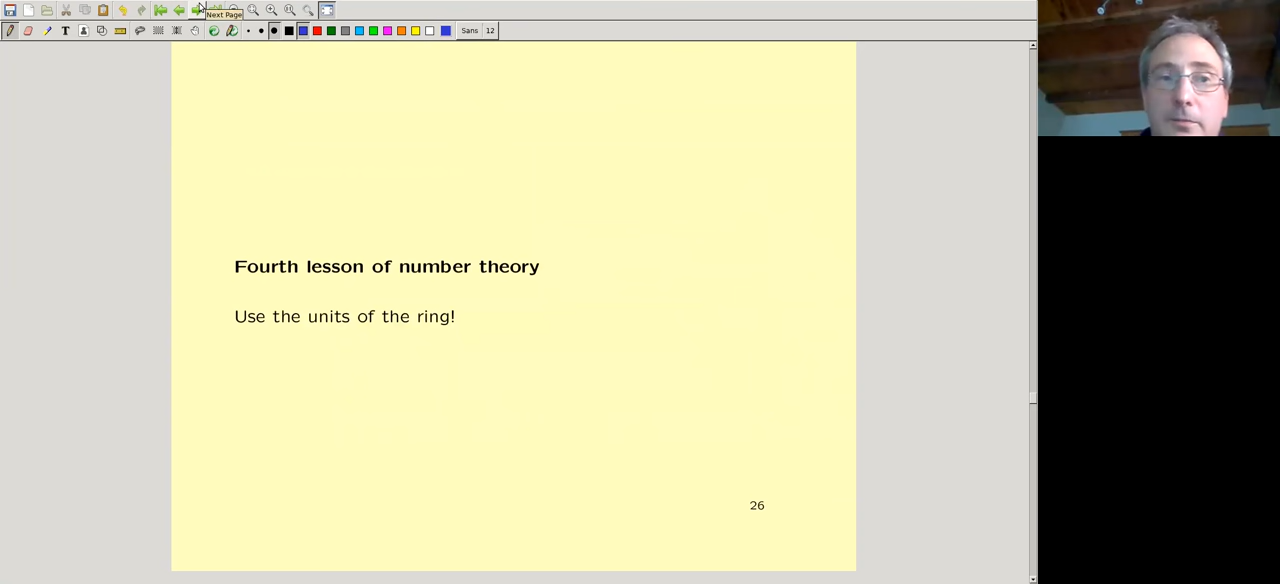 Next Page
T
Sans 12
Fourth lesson of number theory
Use the units of the ring!
26